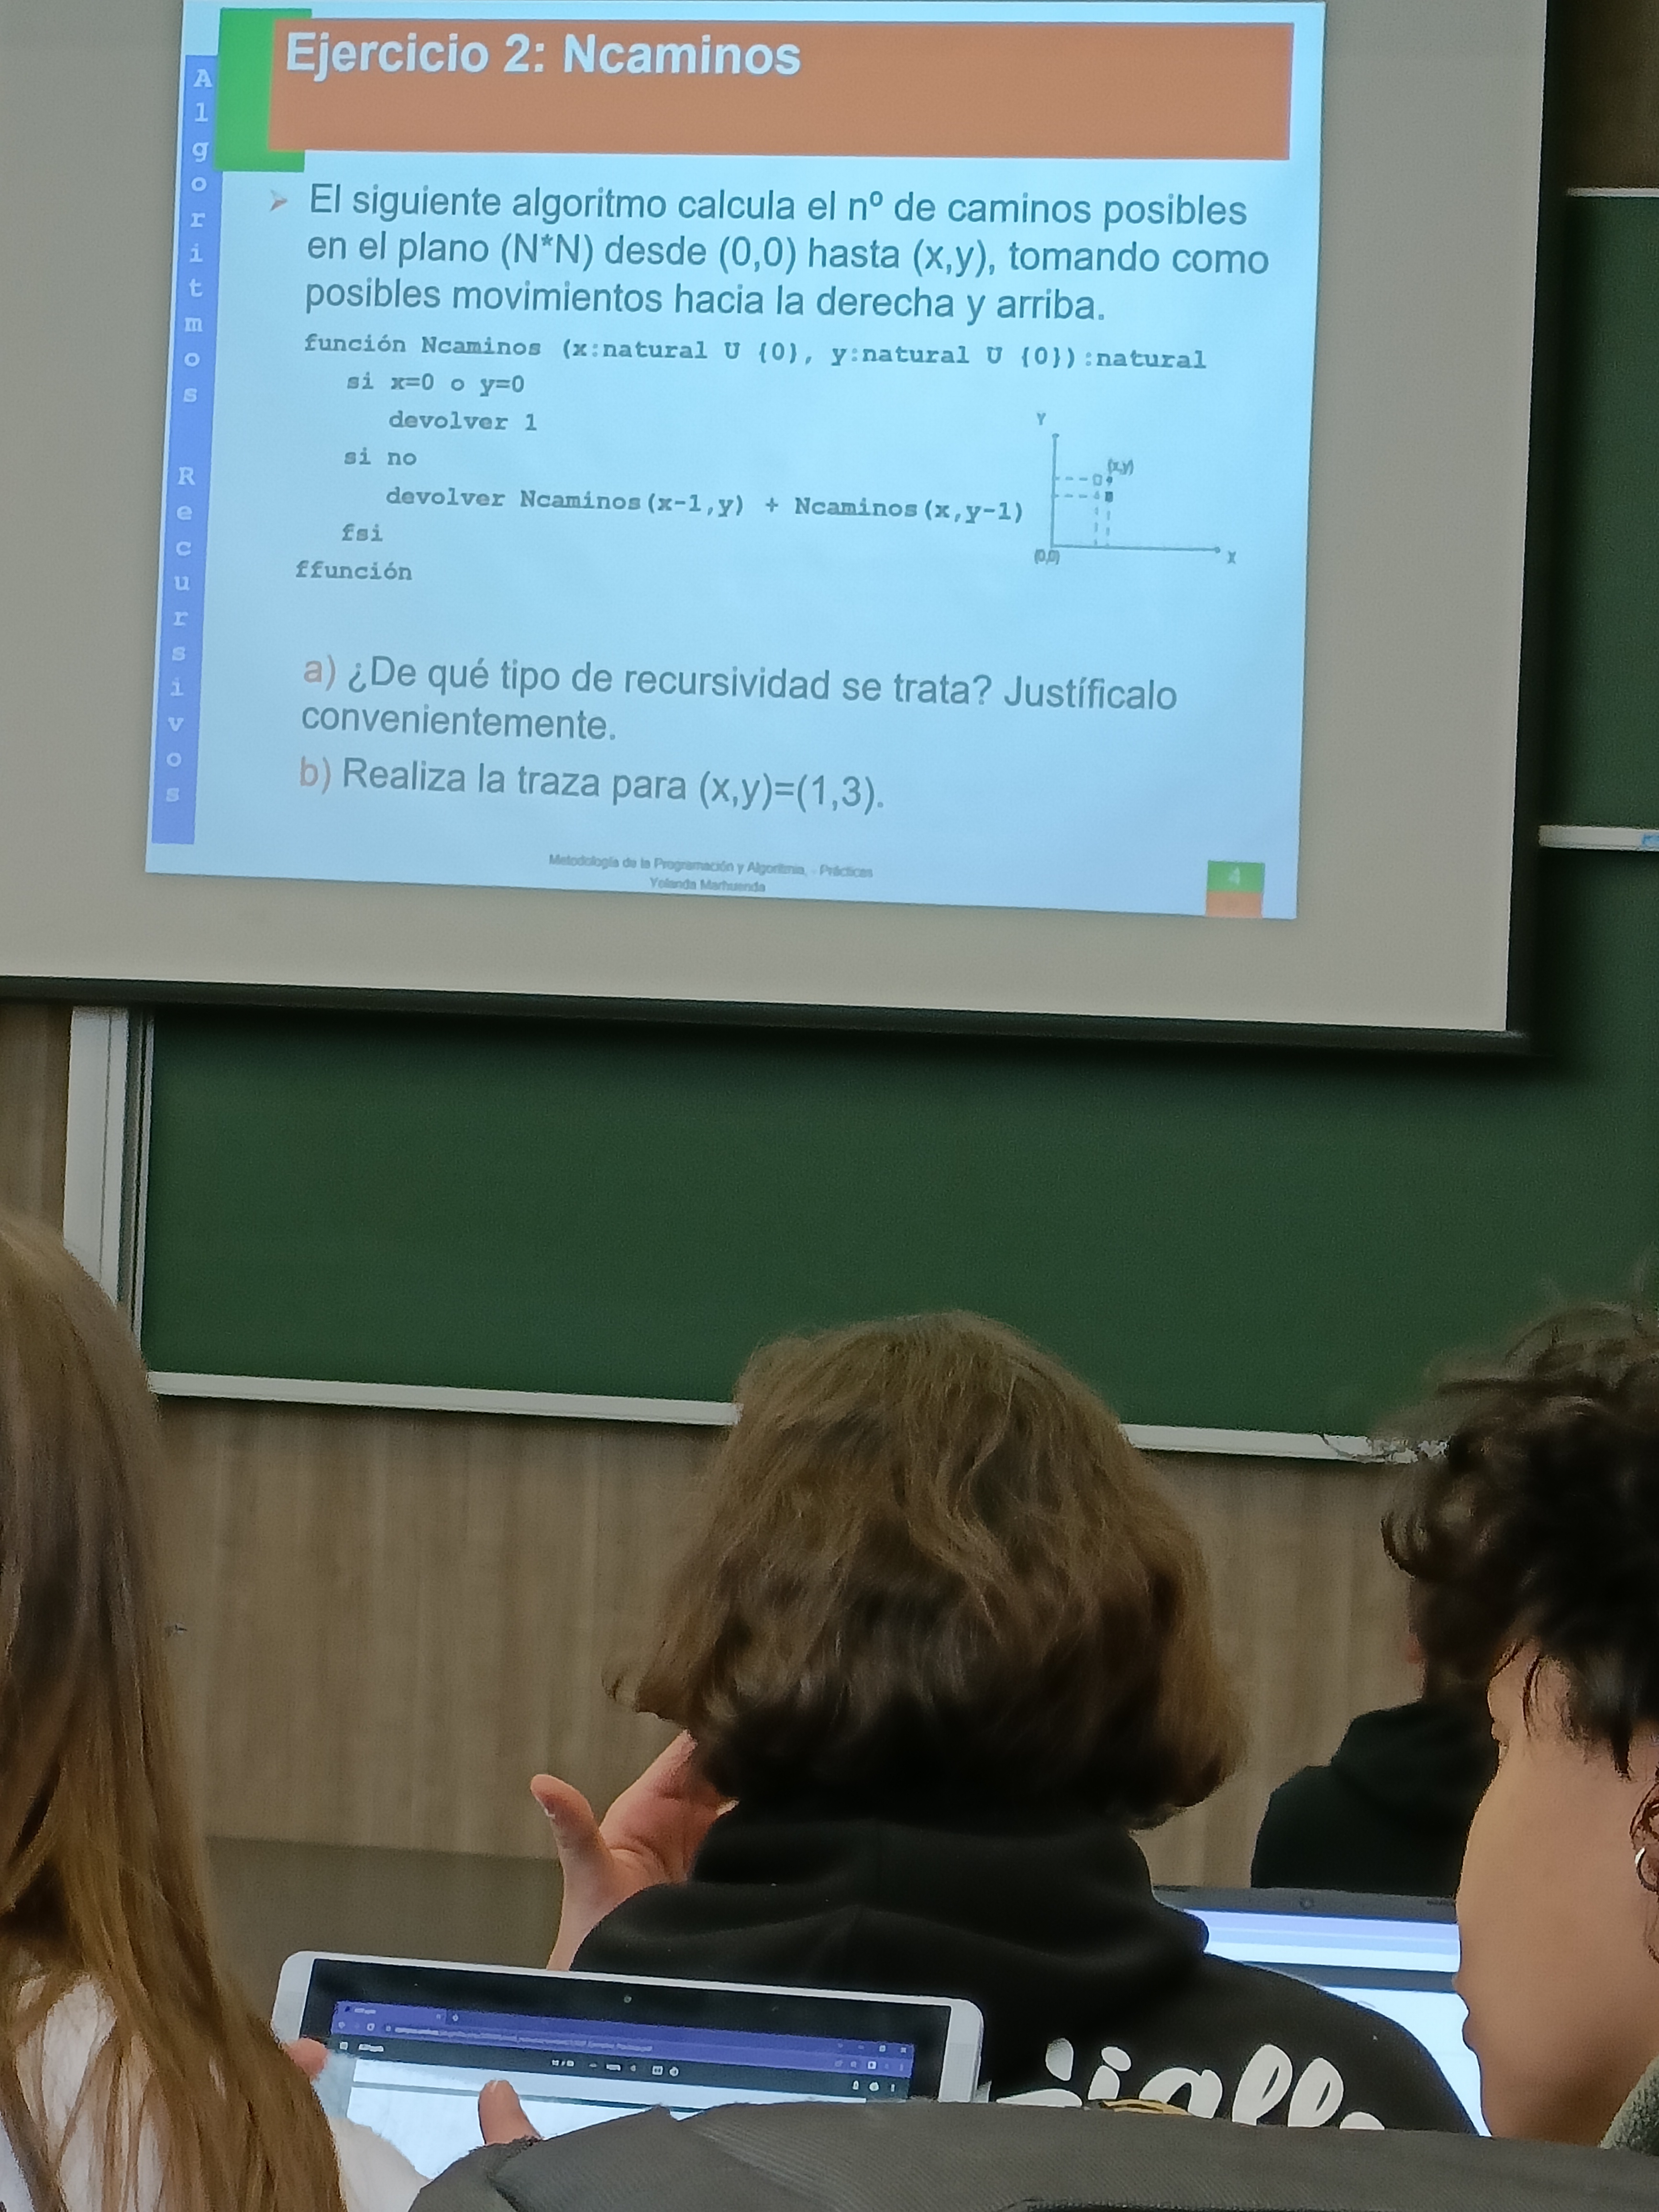 Ejercicio 2: Ncaminos
Algoritmos Recursivos
El siguiente algoritmo calcula el nº de caminos posibles
en el plano (N*N) desde (0,0) hasta (x,y), tomando como
posibles movimientos hacia la derecha y arriba.
función Ncaminos (x:natural U {0}, y:natural U {0}):natural
si x=0 o y=0
devolver 1
si no
devolver Ncaminos(x-1,y) + Ncaminos(x,y-1)
fsi
ffunción
Y
(x,y)
(0,0)
X
a) ¿De qué tipo de recursividad se trata? Justifícalo
convenientemente.
b) Realiza la traza para (x,y)=(1,3).
Metodología de la Programación y Algoritmia. - Prácticas
Yolanda Marhuenda
4